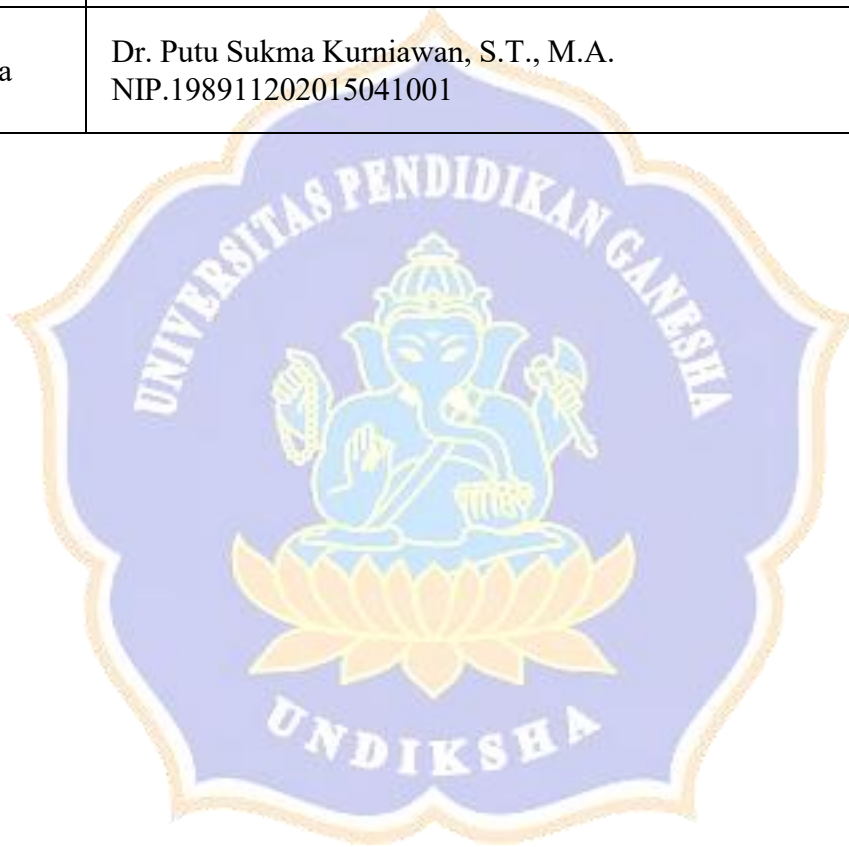 a
Dr. Putu Sukma Kurniawan, S.T., M.A.
NIP.198911202015041001
UNIVERSITAS PENDIDIKAN GANESHA
UNDIKSHA